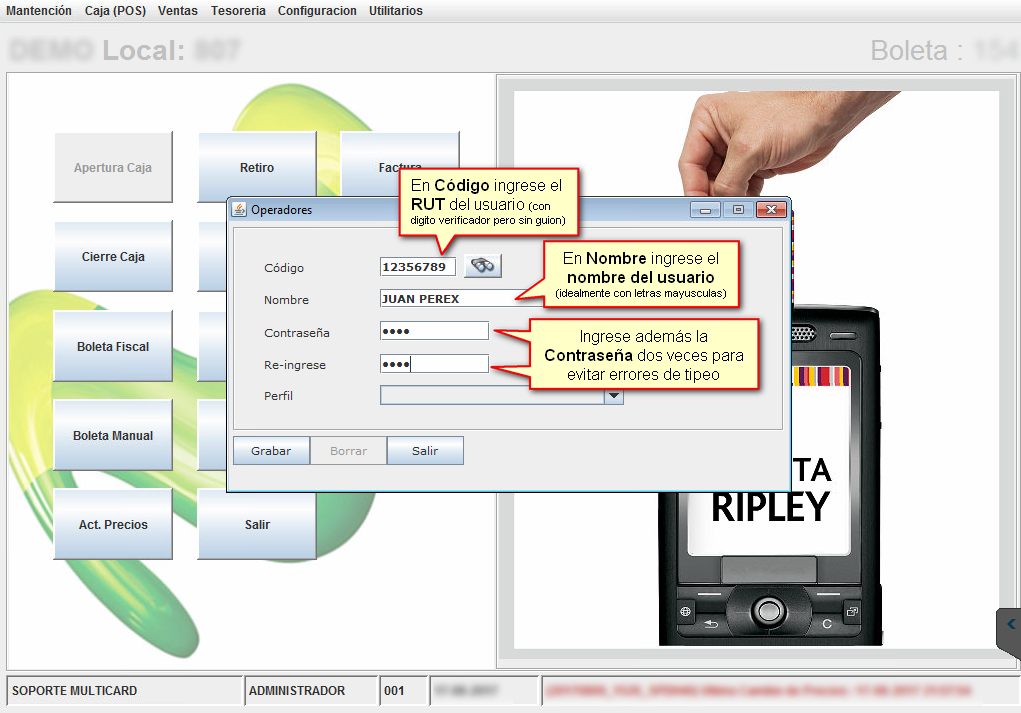 Mantención Caja (POS) Ventas Tesoreria Configuracion Utilitarios
DEMO Local: 807
Boleta : 154
Apertura Caja
Retiro
Factura
En Código ingrese el
RUT del usuario (con
digito verificador pero sin guion)
Operadores
Código
12356789
En Nombre ingrese el
nombre del usuario
(idealmente con letras mayusculas)
Nombre
JUAN PEREX
Contraseña
Ingrese además la
Contraseña dos veces para
evitar errores de tipeo
Re-ingrese
Perfil
Grabar
Borrar
Salir
Cierre Caja
Boleta Fiscal
Boleta Manual
Act. Precios
Salir
TA
RIPLEY
C
SOPORTE MULTICARD
ADMINISTRADOR
001